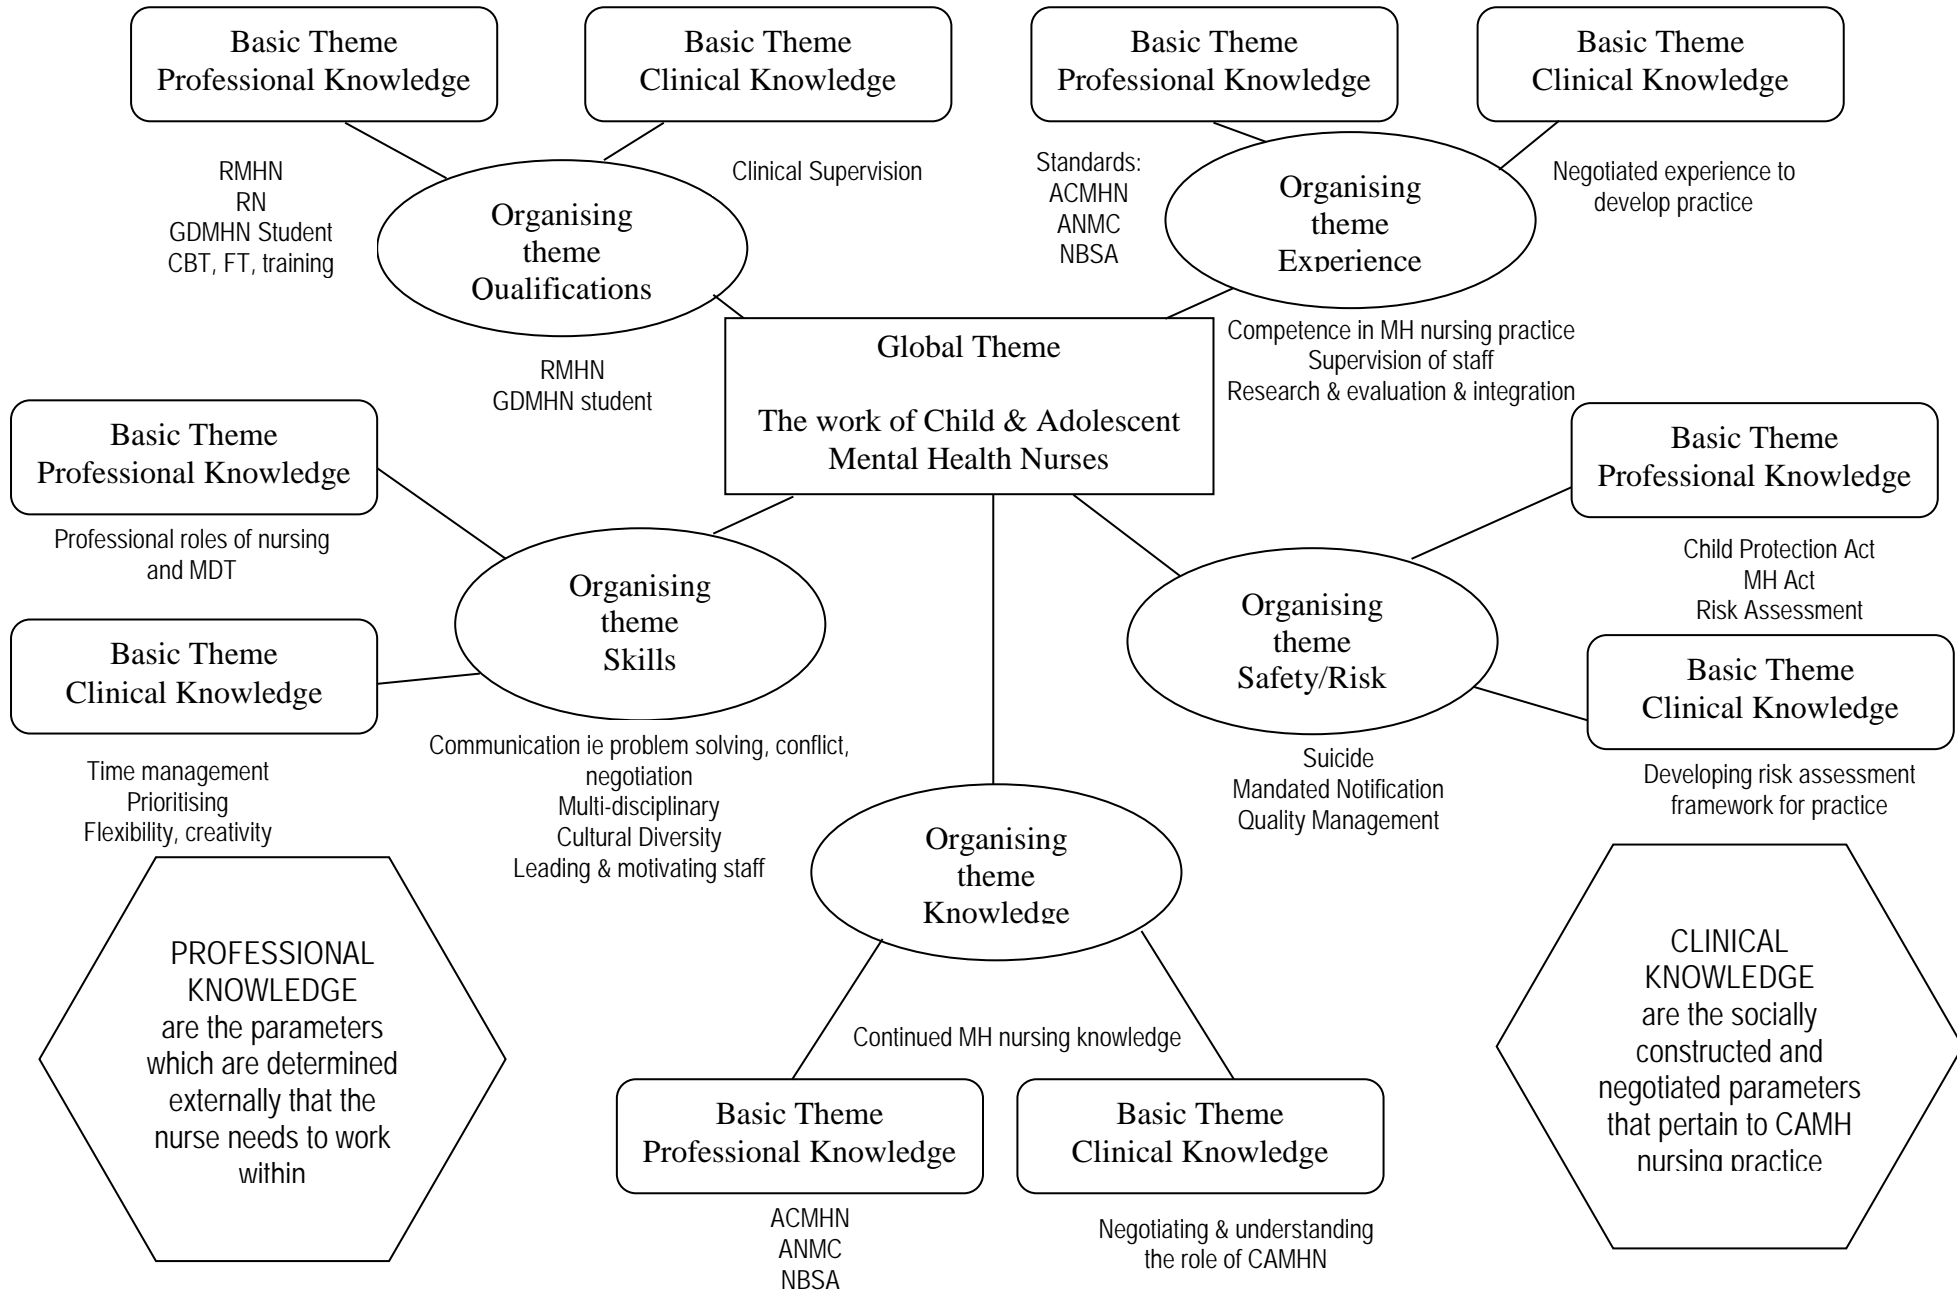 Basic Theme
Professional Knowledge
Basic Theme
Clinical Knowledge
Basic Theme
Professional Knowledge
Basic Theme
Clinical Knowledge
RMHN
RN
GDMHN Student
CBT, FT, training
Organising
theme
Qualifications
Clinical Supervision
Standards:
ACMHN
ANMC
NBSA
Organising
theme
Experience
Negotiated experience to
develop practice
RMHN
GDMHN student
Global Theme
The work of Child & Adolescent
Mental Health Nurses
Competence in MH nursing practice
Supervision of staff
Research & evaluation & integration
Basic Theme
Professional Knowledge
Professional roles of nursing
and MDT
Basic Theme
Clinical Knowledge
Time management
Prioritising
Flexibility, creativity
Organising
theme
Skills
Communication ie problem solving, conflict,
negotiation
Multi-disciplinary
Cultural Diversity
Leading & motivating staff
Organising
theme
Safety/Risk
Suicide
Mandated Notification
Quality Management
Basic Theme
Professional Knowledge
Child Protection Act
MH Act
Risk Assessment
Basic Theme
Clinical Knowledge
Developing risk assessment
framework for practice
Organising
theme
Knowledge
Continued MH nursing knowledge
Basic Theme
Professional Knowledge
ACMHN
ANMC
NBSA
Basic Theme
Clinical Knowledge
Negotiating & understanding
the role of CAMHN
PROFESSIONAL
KNOWLEDGE
are the parameters
which are determined
externally that the
nurse needs to work
within
CLINICAL
KNOWLEDGE
are the socially
constructed and
negotiated parameters
that pertain to CAMH
nursing practice